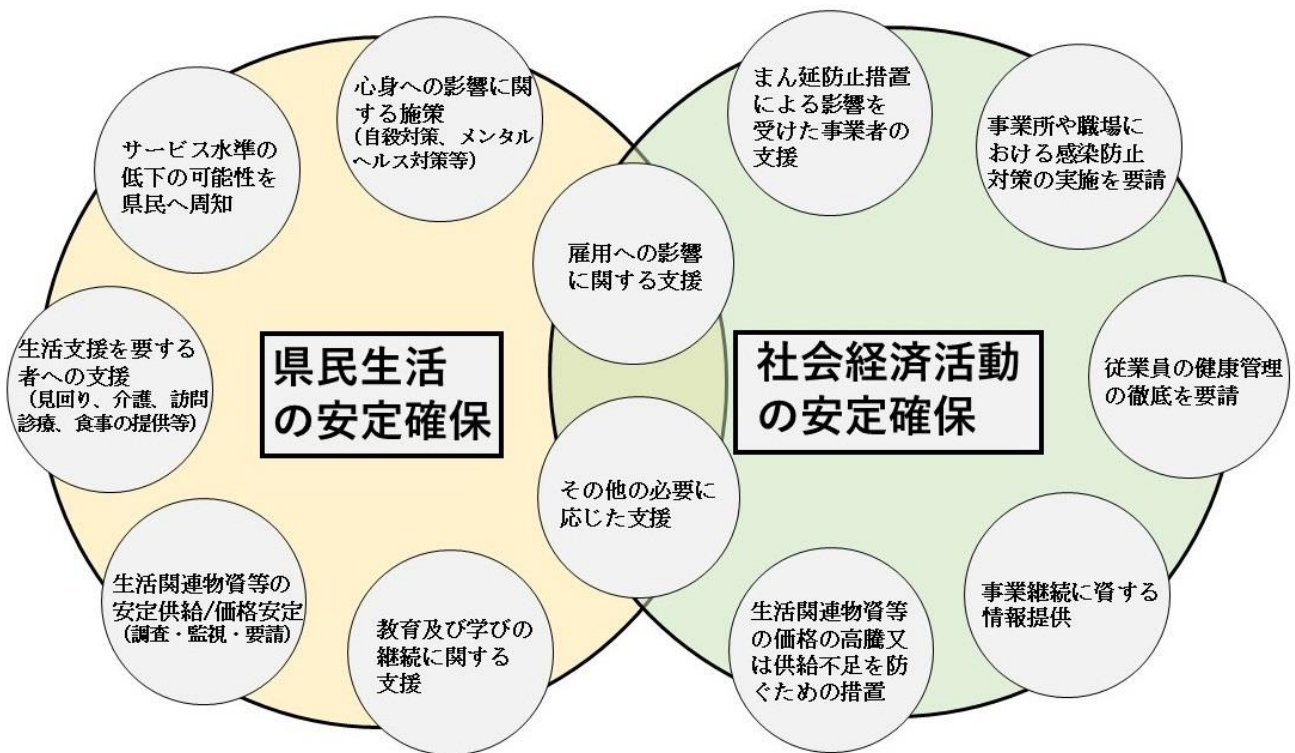 心身への影響に関
する施策
(自殺対策、メンタル
ヘルス対策等)
サービス水準の
低下の可能性を
県民へ周知
生活支援を要する
者への支援
(見回り、介護、訪問
診療、食事の提供等)
生活関連物資等の
安定供給/価格安定
(調査・監視・要請)
教育及び学びの
継続に関する
支援
県民生活
の安定確保
雇用への影響
に関する支援
その他の必要に
応じた支援
社会経済活動
の安定確保
まん延防止措置
による影響を
受けた事業者の
支援
事業所や職場に
おける感染防止
対策の実施を要請
従業員の健康管理
の徹底を要請
事業継続に資する
情報提供
生活関連物資等
の価格の高騰又
は供給不足を防
ぐための措置